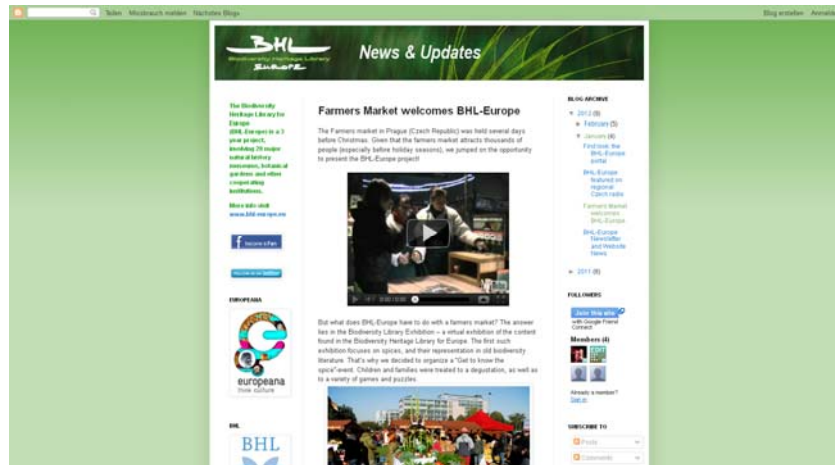 Teilen Missbrauch melden Nächstes Blog»
Blog erstellen Anmelden
BHL
Biodiversity Heritage Library
EUROPE
News & Updates
The Biodiversity
Heritage Library for
Europe
(BHL-Europe) is a 3
year project,
involving 28 major
natural history
museums, botanical
gardens and other
cooperating
institutions.
More info visit
www.bhl-europe.eu
become a Fan
EUROPEANA
europeana
think culture
BHL
BHL
Farmers Market welcomes BHL-Europe
The Farmers market in Prague (Czech Republic) was held several days
before Christmas. Given that the farmers market attracts thousands of
people (especially before holiday seasons), we jumped on the opportunity
to present the BHL-Europe project!
0:00 / 0:00
But what does BHL-Europe have to do with a farmers market? The answer
lies in the Biodiversity Library Exhibition – a virtual exhibition of the content
found in the Biodiversity Heritage Library for Europe. The first such
exhibition focuses on spices, and their representation in old biodiversity
literature. That's why we decided to organize a "Get to know the
spice"-event. Children and families were treated to a degustation, as well as
to a variety of games and puzzles.
BLOG ARCHIVE
▼ 2012 (9)
► February (5)
▼ January (4)
First look: the
BHL-Europe
portal
BHL-Europe
featured on
regional
Czech radio
Farmers Market
welcomes
BHL-Europe
BHL-Europe
Newsletter
and Website
News
► 2011 (6)
FOLLOWERS
Join this site
with Google Friend
Connect
Members (4)
Already a member?
Sign in
SUBSCRIBE TO
Posts
Comments